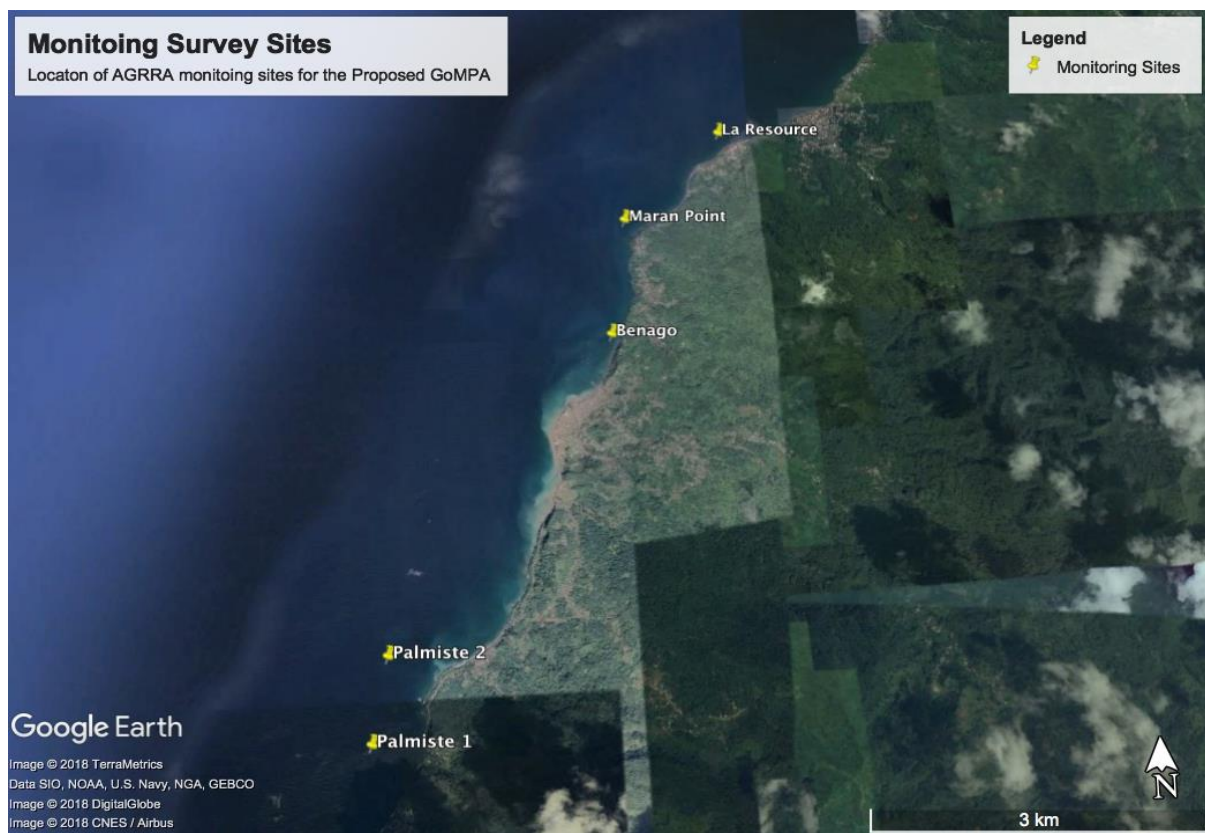 Monitoing Survey Sites
Locaton of AGRRA monitoing sites for the Proposed GoMPA
Legend
Monitoring Sites
La Resource
Maran Point
Benago
Palmiste 2
Palmiste 1
Google Earth
Image © 2018 TerraMetrics
Data SIO, NOAA, U.S. Navy, NGA, GEBCO
Image © 2018 DigitalGlobe
Image © 2018 CNES / Airbus
N
3 km